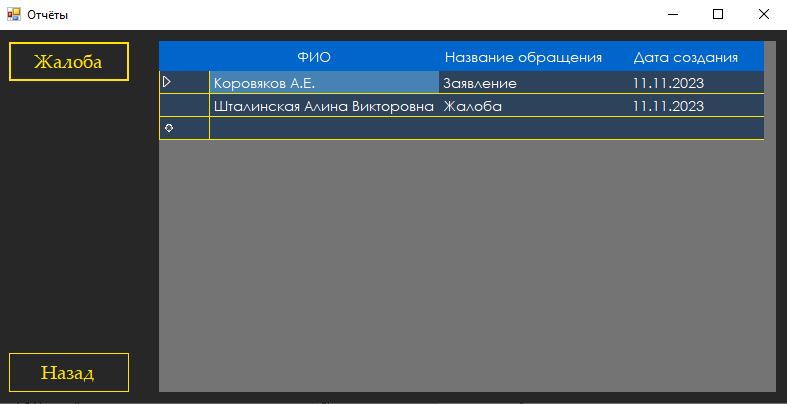 Отчёты
Жалоба
ФИО Название обращения Дата создания
Коровяков А.Е. Заявление 11.11.2023
Шталинская Алина Викторовна Жалоба 11.11.2023
Назад